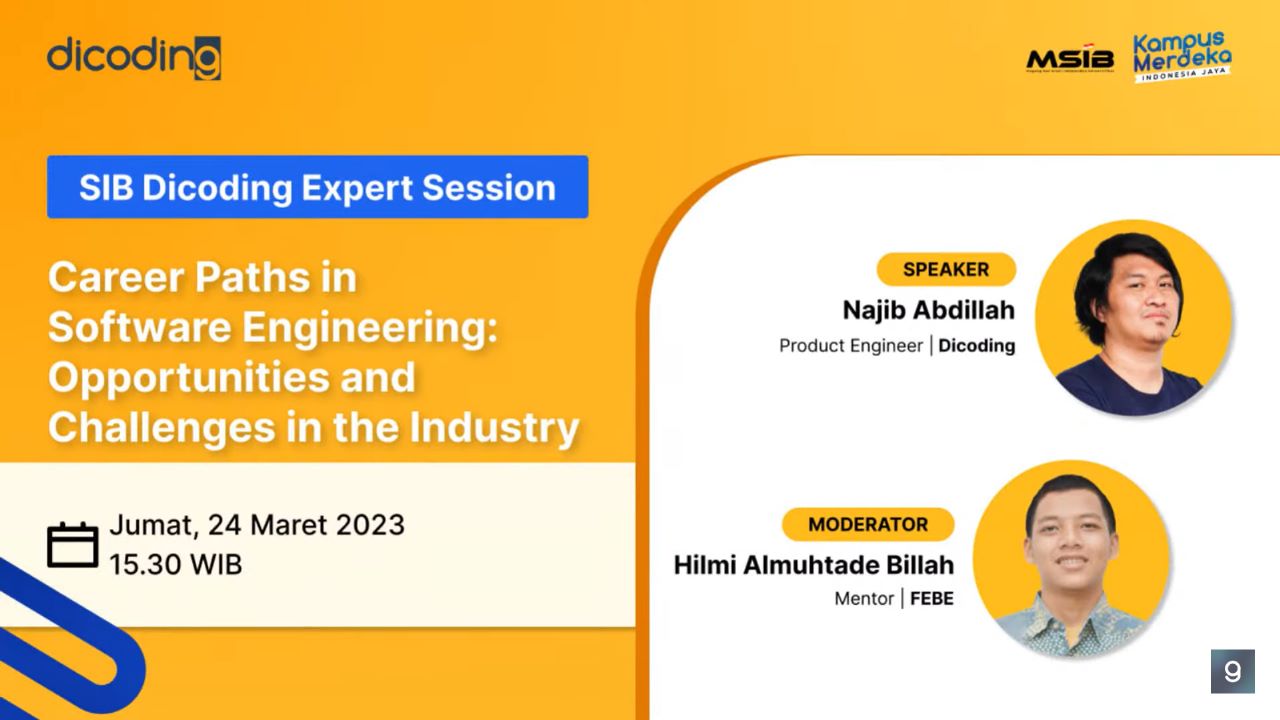 dicoding
MSIB
Kampus
Merdeka
INDONESIA JAYA
SIB Dicoding Expert Session
Career Paths in
Software Engineering:
Opportunities and
Challenges in the Industry
Jumat, 24 Maret 2023
15.30 WIB
SPEAKER
Najib Abdillah
Product Engineer | Dicoding
MODERATOR
Hilmi Almuhtade Billah
Mentor | FEBE
g